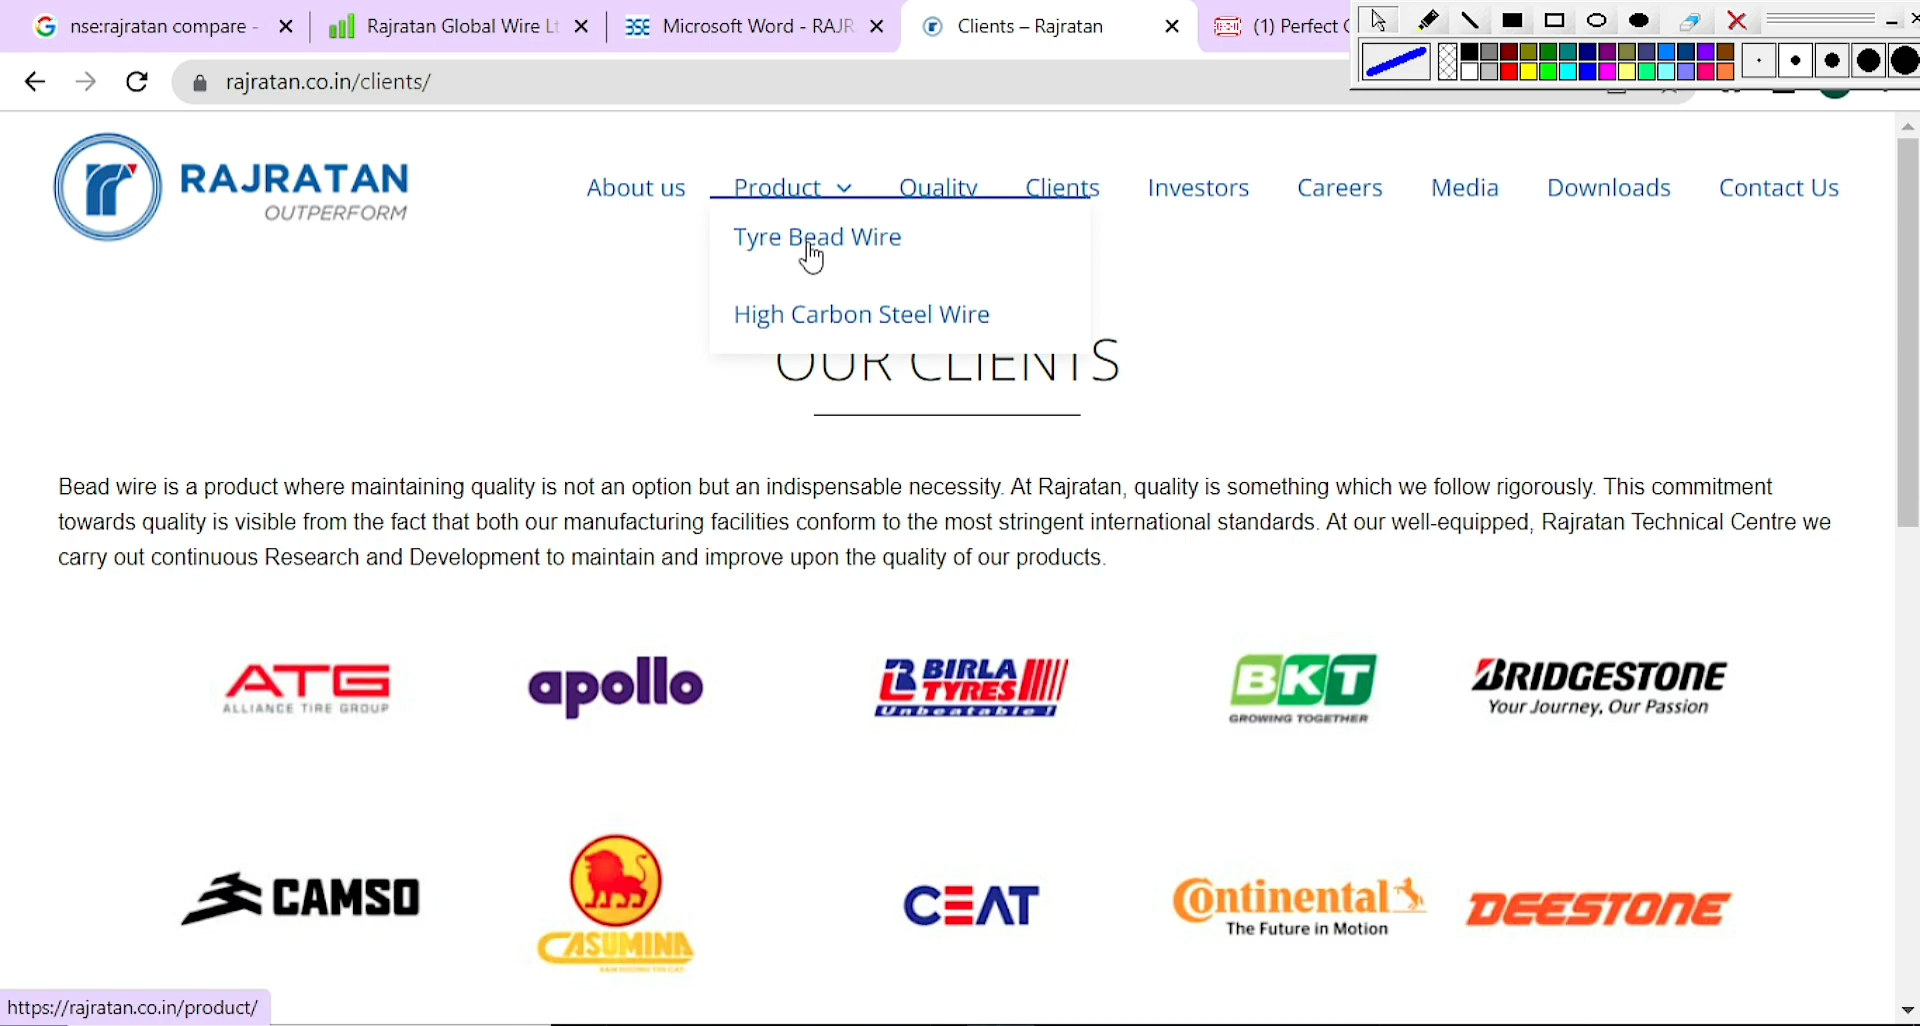 nse:rajratan compare -
Rajratan Global Wire Lt
Microsoft Word - RAJR
Clients – Rajratan
(1) Perfect
rajratan.co.in/clients/
RAJRATAN
OUTPERFORM
About us
Product
Quality
Clients
Investors
Careers
Media
Downloads
Contact Us
Tyre Bead Wire
High Carbon Steel Wire
OUR CLIENTS
Bead wire is a product where maintaining quality is not an option but an indispensable necessity. At Rajratan, quality is something which we follow rigorously. This commitment
towards quality is visible from the fact that both our manufacturing facilities conform to the most stringent international standards. At our well-equipped, Rajratan Technical Centre we
carry out continuous Research and Development to maintain and improve upon the quality of our products.
ATG
ALLIANCE TIRE GROUP
apollo
BIRLA
TYRES
Unbeatable!
BKT
GROWING TOGETHER
BRIDGESTONE
Your Journey, Our Passion
CAMSO
CASUMINA
CEAT
Continental
The Future in Motion
DEESTONE
https://rajratan.co.in/product/